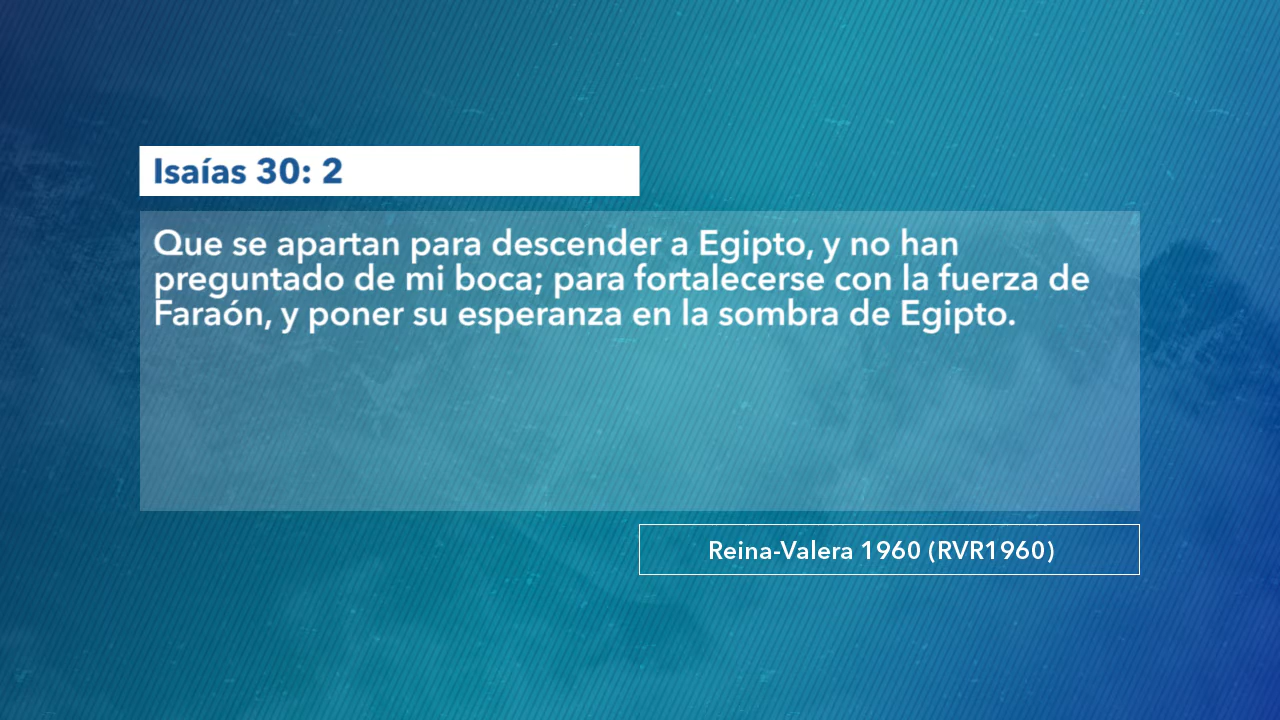 Isaías 30: 2
Que se apartan para descender a Egipto, y no han
preguntado de mi boca; para fortalecerse con la fuerza de
Faraón, y poner su esperanza en la sombra de Egipto.
Reina-Valera 1960 (RVR1960)